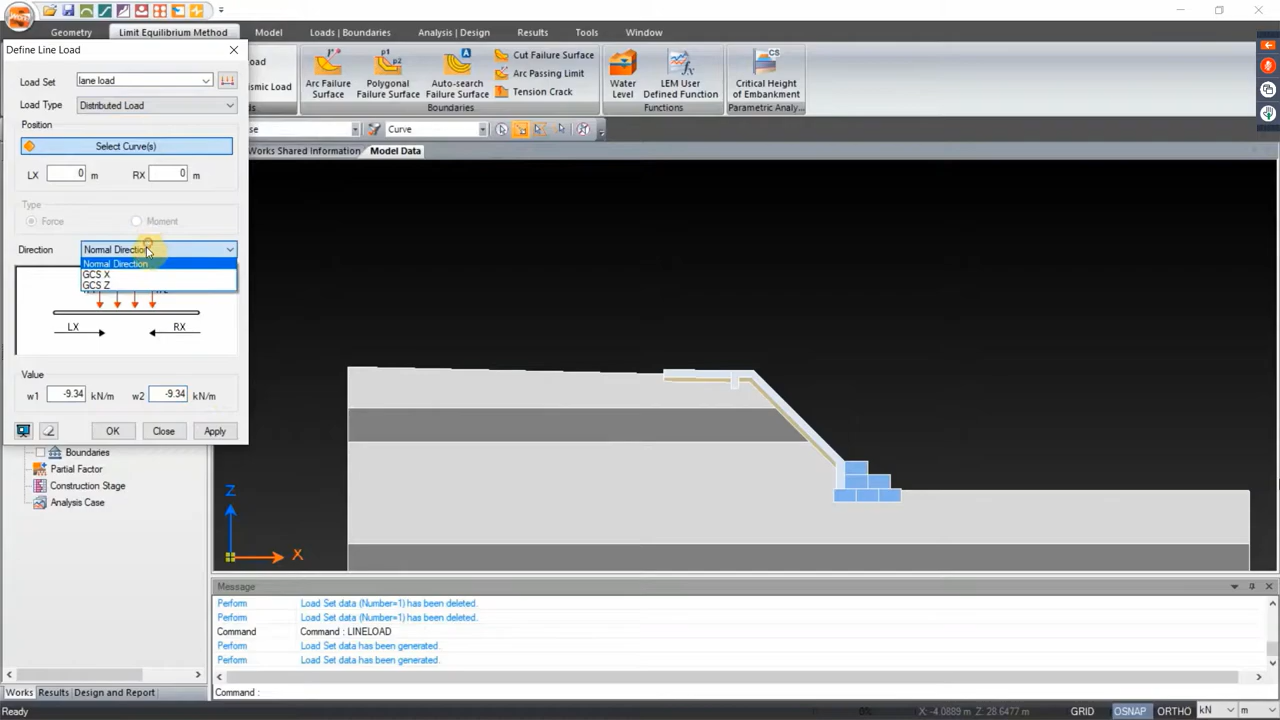 Geometry
Limit Equilibrium Method
Model
Loads | Boundaries
Analysis | Design
Results
Tools
Window
Define Line Load
Load Set
lane load
Load Type
Distributed Load
Position
Select Curve(s)
LX 0 m RX 0 m
Type
Force Moment
Direction
Normal Direction
Normal Direction
GCS X
GCS Z
LX RX
Value
w1 -9.34 kN/m w2 -9.34 kN/m
OK Close Apply
Arc Failure Surface
Polygonal Failure Surface
Auto-search Failure Surface
Cut Failure Surface
Arc Passing Limit
Tension Crack
Boundaries
Water Level
LEM User Defined Function
Functions
Critical Height of Embankment
Parametric Analy...
Curve
Works Shared Information
Model Data
Boundaries
Partial Factor
Construction Stage
Analysis Case
Z
X
Message
Perform Load Set data (Number=1) has been deleted.
Perform Load Set data (Number=1) has been deleted.
Command Command : LINELOAD
Perform Load Set data has been generated.
Perform Load Set data has been generated.
Command :
Works Results Design and Report
Ready
X: -4.0889 m Z: 28.6477 m GRID OSNAP ORTHO kN m